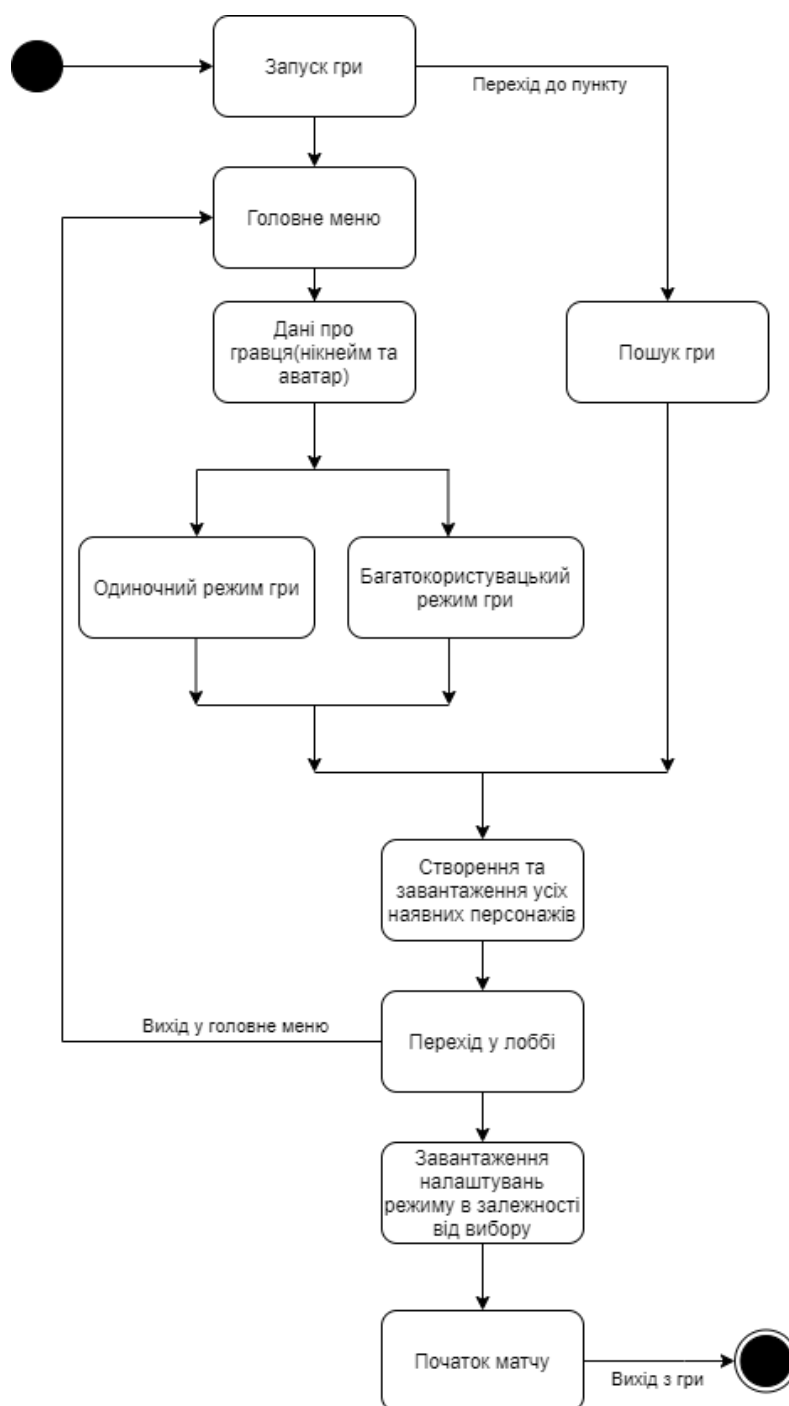 Запуск гри
Перехід до пункту
Головне меню
Дані про
гравця(нікнейм та
аватар)
Пошук гри
Одиночний режим гри
Багатокористувацький
режим гри
Створення та
завантаження усіх
наявних персонажів
Вихід у головне меню
Перехід у лоббі
Завантаження
налаштувань
режиму в залежності
від вибору
Початок матчу
Вихід з гри